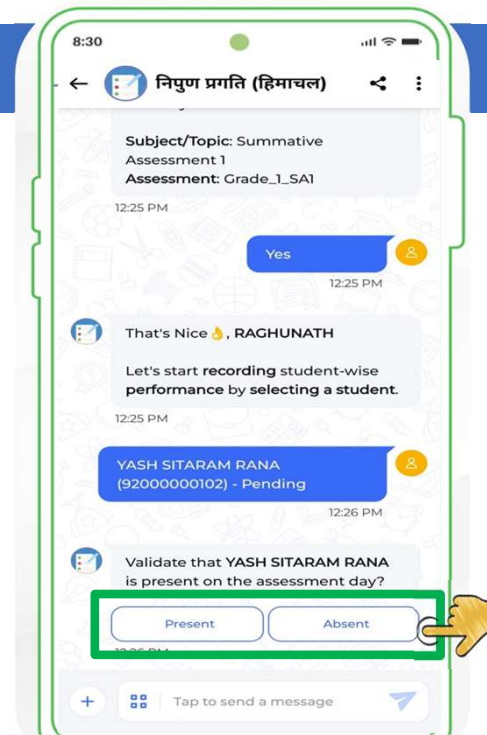 8:30
निपुण प्रगति (हिमाचल)
Subject/Topic: Summative
Assessment 1
Assessment: Grade_1_SA1
12:25 PM
Yes
12:25 PM
That's Nice👌, RAGHUNATH
Let's start recording student-wise
performance by selecting a student.
12:25 PM
YASH SITARAM RANA
(92000000102) - Pending
12:26 PM
Validate that YASH SITARAM RANA
is present on the assessment day?
Present
Absent
12:26 PM
Tap to send a message